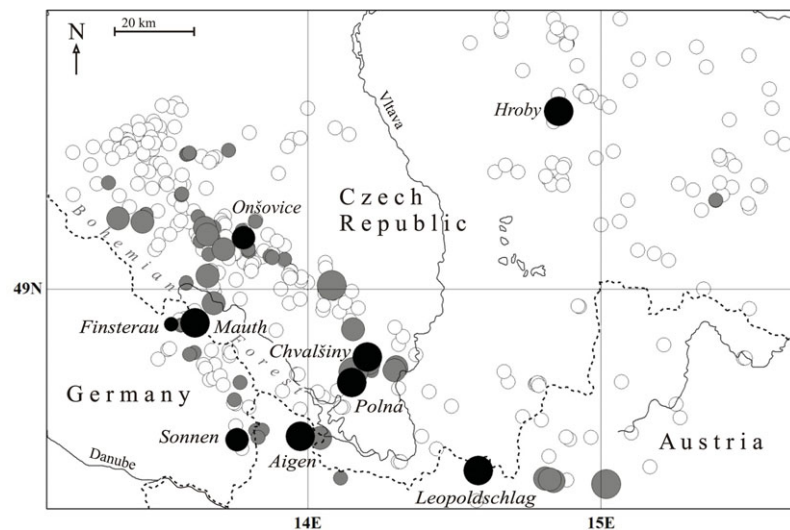 20 km
N
Vltava
Hroby
Czech
Republic
Onšovice
Bohemian
Forest
49N
Finsterau
Mauth
Chvalšiny
Germany
Polná
Sonnen
Aigen
Austria
Danube
Leopoldschlag
14E
15E